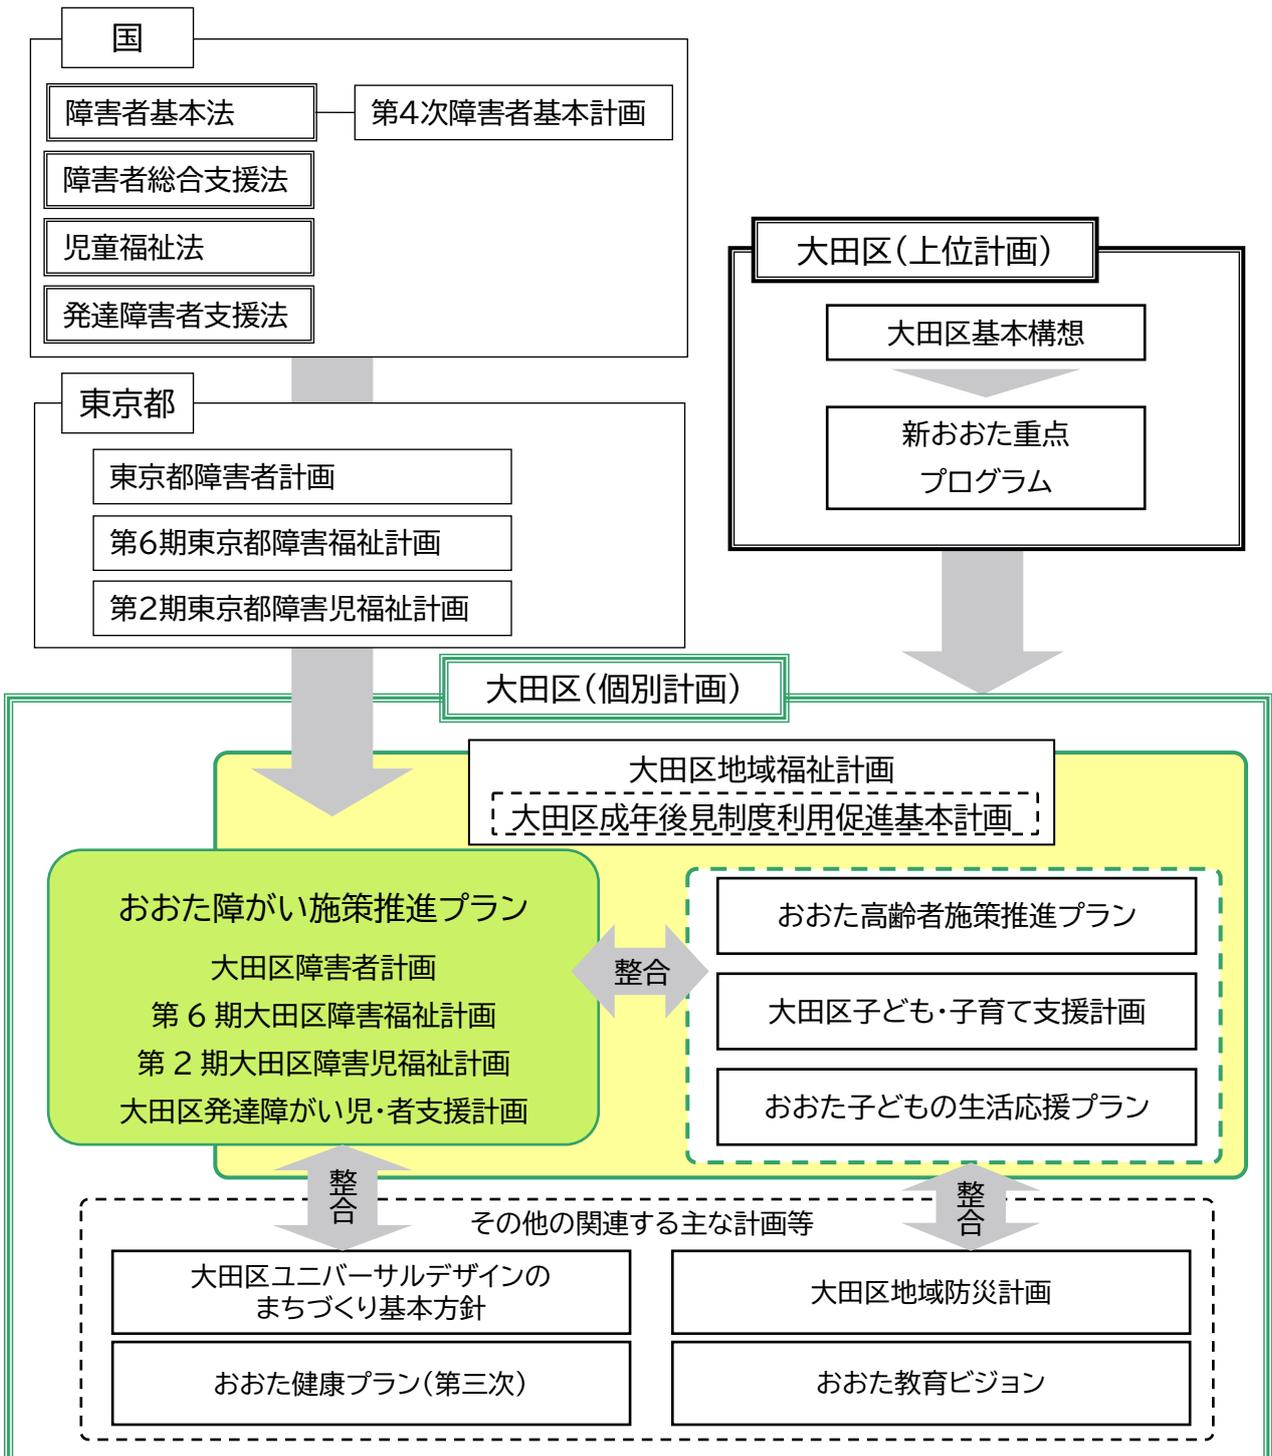 国
障害者基本法
第4次障害者基本計画
障害者総合支援法
児童福祉法
発達障害者支援法
大田区(上位計画)
大田区基本構想
新おおた重点
プログラム
東京都
東京都障害者計画
第6期東京都障害福祉計画
第2期東京都障害児福祉計画
大田区(個別計画)
大田区地域福祉計画
大田区成年後見制度利用促進基本計画
おおた障がい施策推進プラン
大田区障害者計画
第6期大田区障害福祉計画
第2期大田区障害児福祉計画
大田区発達障がい児・者支援計画
整合
おおた高齢者施策推進プラン
大田区子ども・子育て支援計画
おおた子どもの生活応援プラン
整合
整合
その他の関連する主な計画等
大田区ユニバーサルデザインの
まちづくり基本方針
大田区地域防災計画
おおた健康プラン(第三次)
おおた教育ビジョン